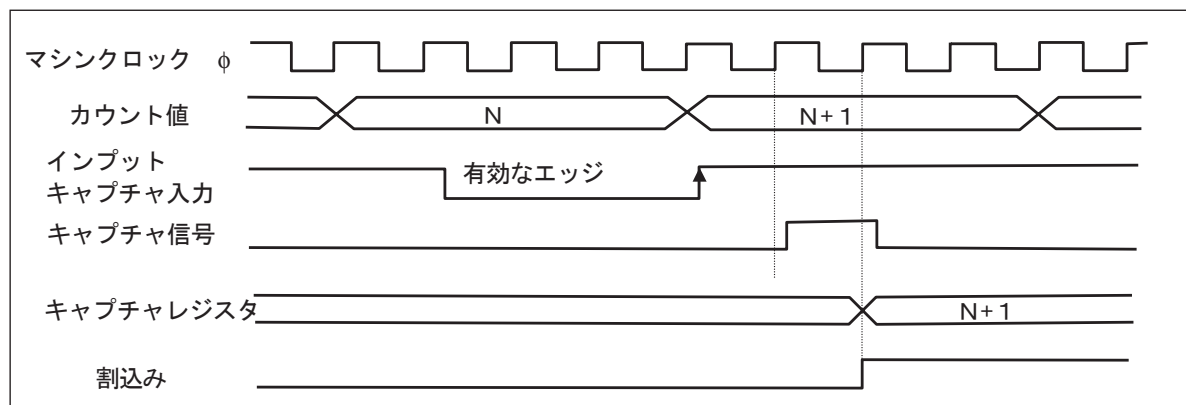 マシンクロック φ
カウント値
N
N+1
インプット
キャプチャ入力
有効なエッジ
キャプチャ信号
キャプチャレジスタ
N+1
割込み